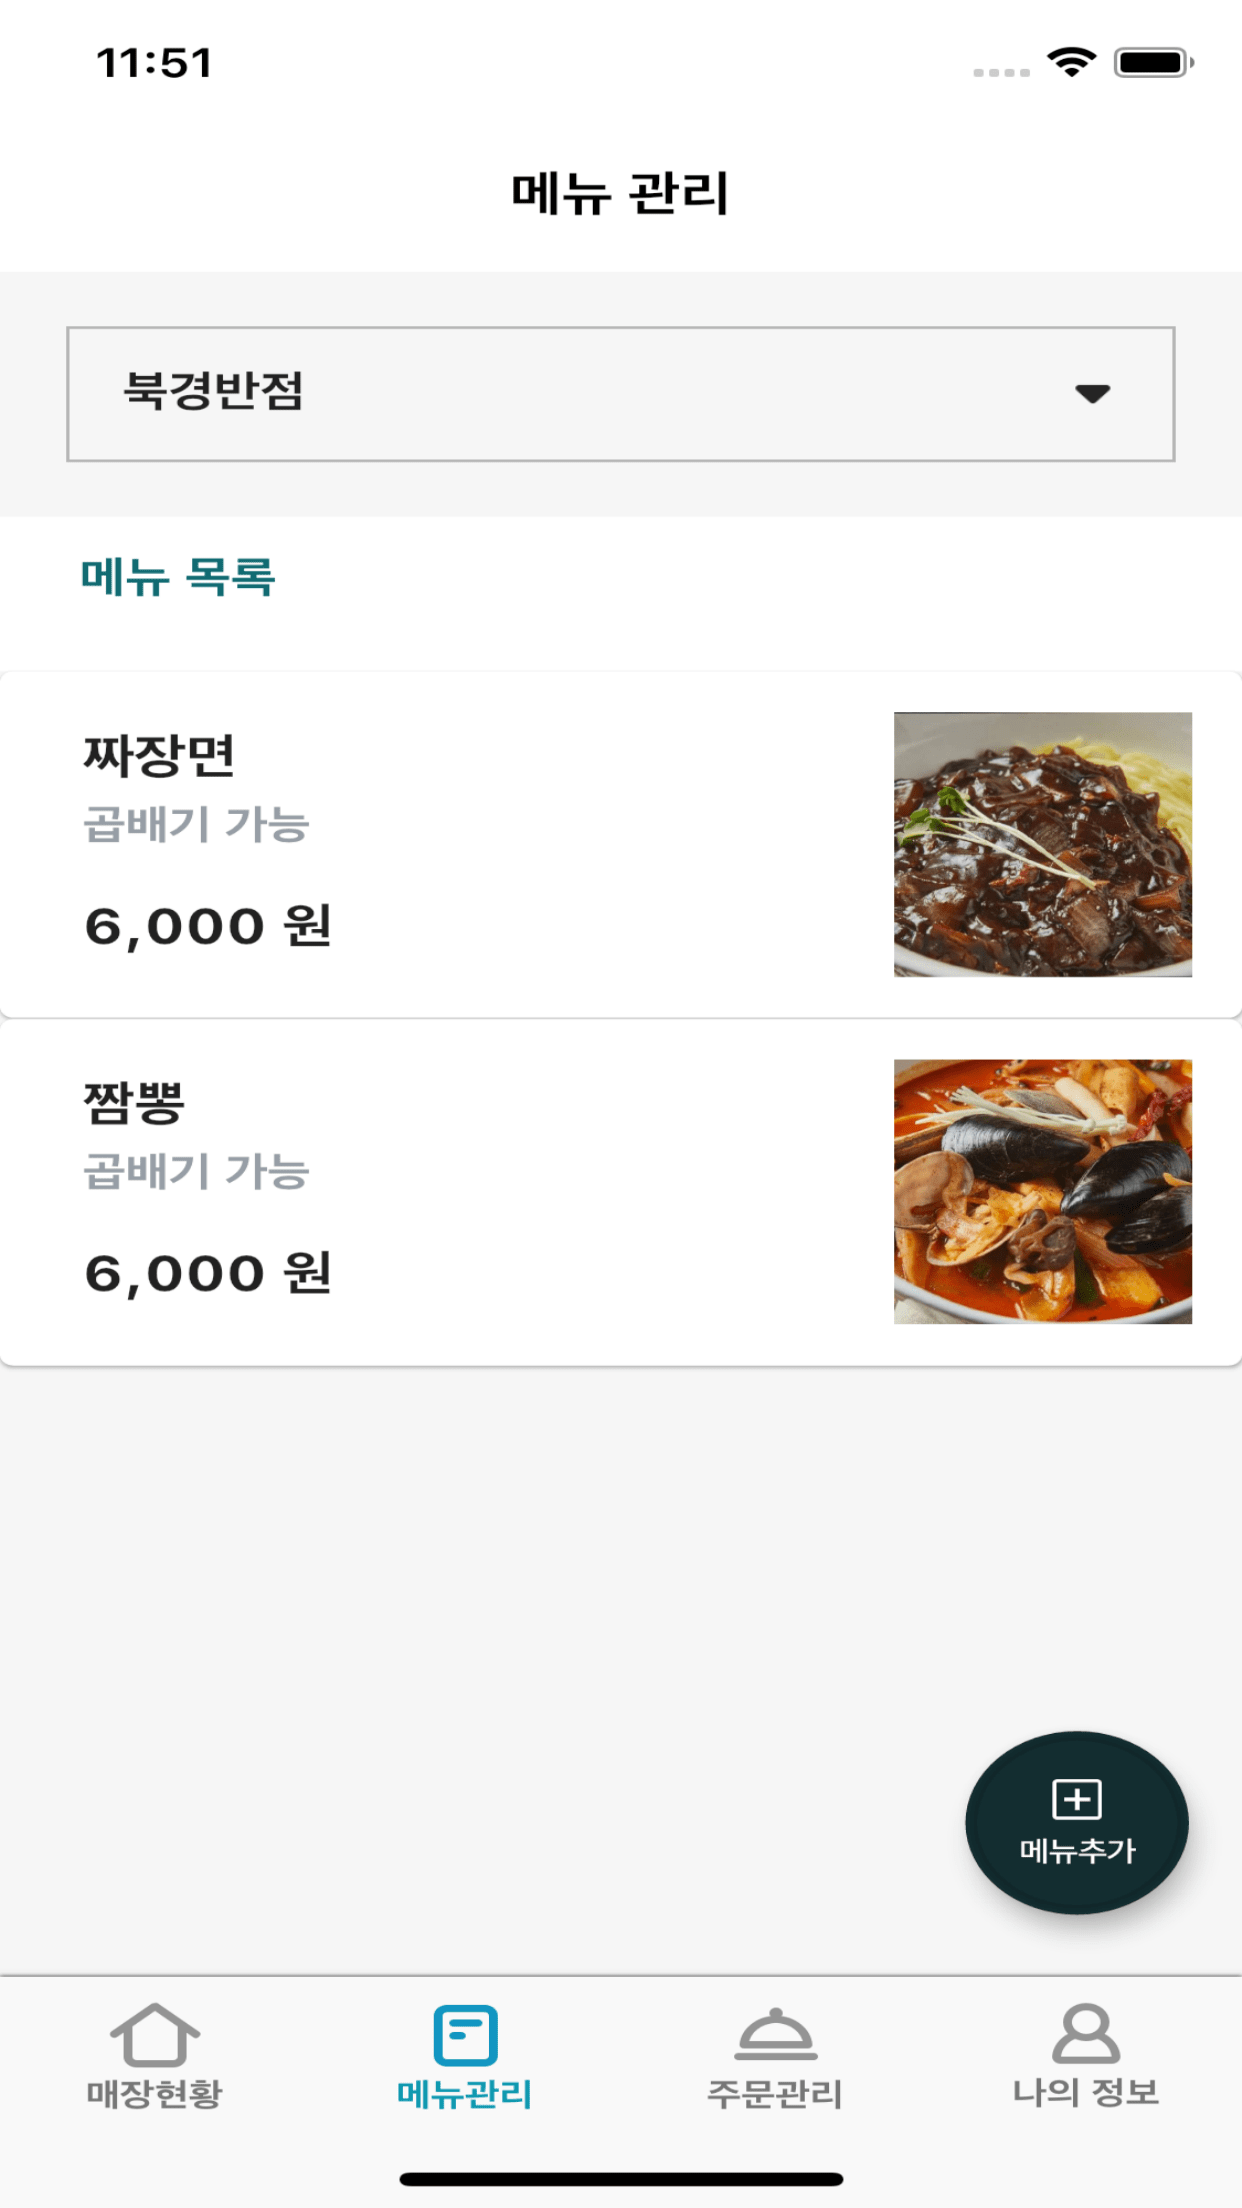 11:51
메뉴 관리
북경반점
메뉴 목록
짜장면
곱배기 가능
6,000 원
짬뽕
곱배기 가능
6,000 원
메뉴추가
매장현황
메뉴관리
주문관리
나의 정보